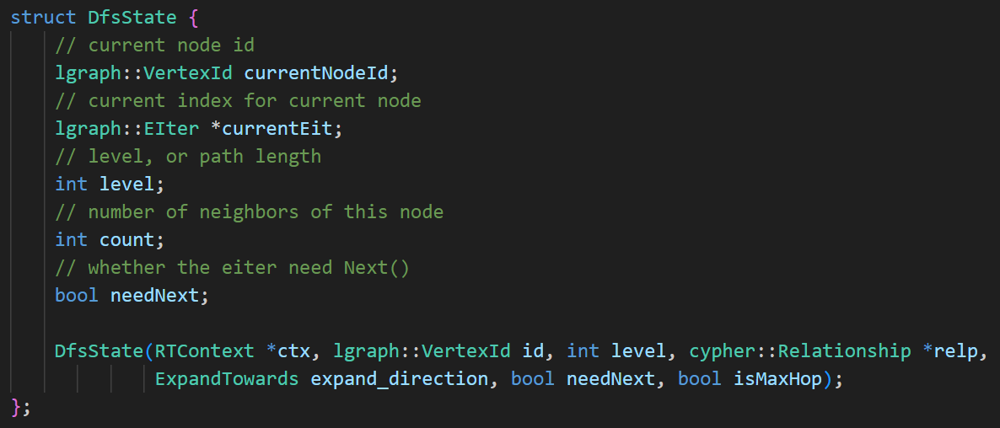 struct DfsState {
    // current node id
    lgraph::VertexId currentNodeId;
    // current index for current node
    lgraph::EIter *currentEit;
    // level, or path length
    int level;
    // number of neighbors of this node
    int count;
    // whether the eiter need Next()
    bool needNext;

    DfsState(RTContext *ctx, lgraph::VertexId id, int level, cypher::Relationship *relp,
             ExpandTowards expand_direction, bool needNext, bool isMaxHop);
};